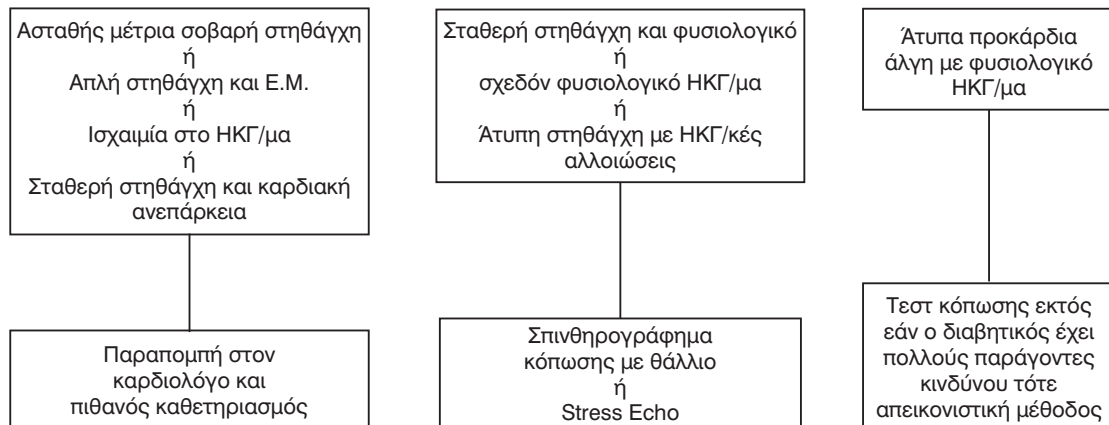 Ασταθής μέτρια σοβαρή στηθάγχη
ή
Απλή στηθάγχη και Ε.Μ.
ή
Ισχαιμία στο ΗΚΓ/μα
ή
Σταθερή στηθάγχη και καρδιακή
ανεπάρκεια
Παραπομπή στον
καρδιολόγο και
πιθανός καθετηριασμός
Σταθερή στηθάγχη και φυσιολογικό
ή
σχεδόν φυσιολογικό ΗΚΓ/μα
ή
Άτυπη στηθάγχη με ΗΚΓ/κές
αλλοιώσεις
Σπινθηρογράφημα
κόπωσης με θάλλιο
ή
Stress Echo
Άτυπα προκάρδια
άλγη με φυσιολογικό
ΗΚΓ/μα
Τεστ κόπωσης εκτός
εάν ο διαβητικός έχει
πολλούς παράγοντες
κινδύνου τότε
απεικονιστική μέθοδος